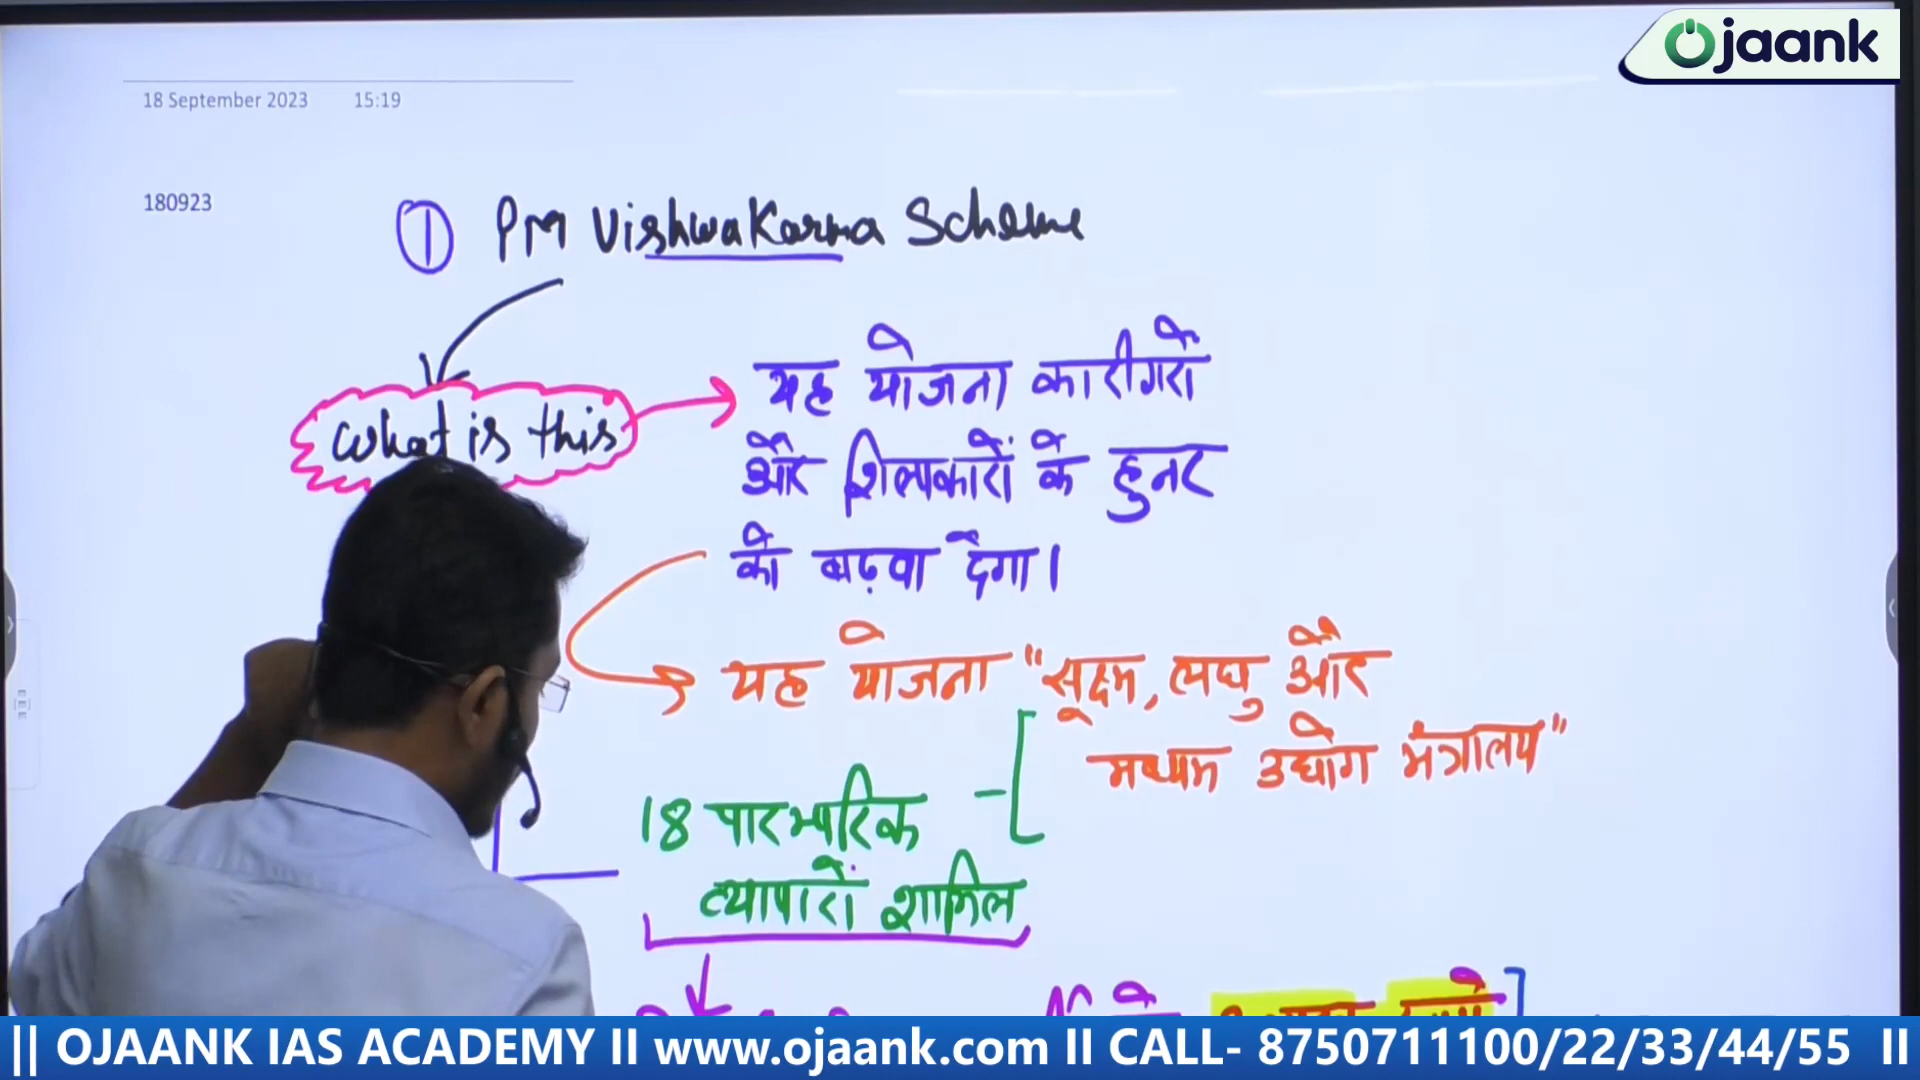 Ojaank
18 September 2023 15:19
180923
① PM Vishwakarma Scheme
What is this
यह योजना कारीगरों
और शिल्पकारों के हुनर
को बढ़वा देगा।
यह योजना "सूक्ष्म, लघु और
मध्यम उद्योग मंत्रालय"
18 पारम्परिक
व्यापारों शामिल
|| OJAANK IAS ACADEMY II www.ojaank.com II CALL- 8750711100/22/33/44/55 II